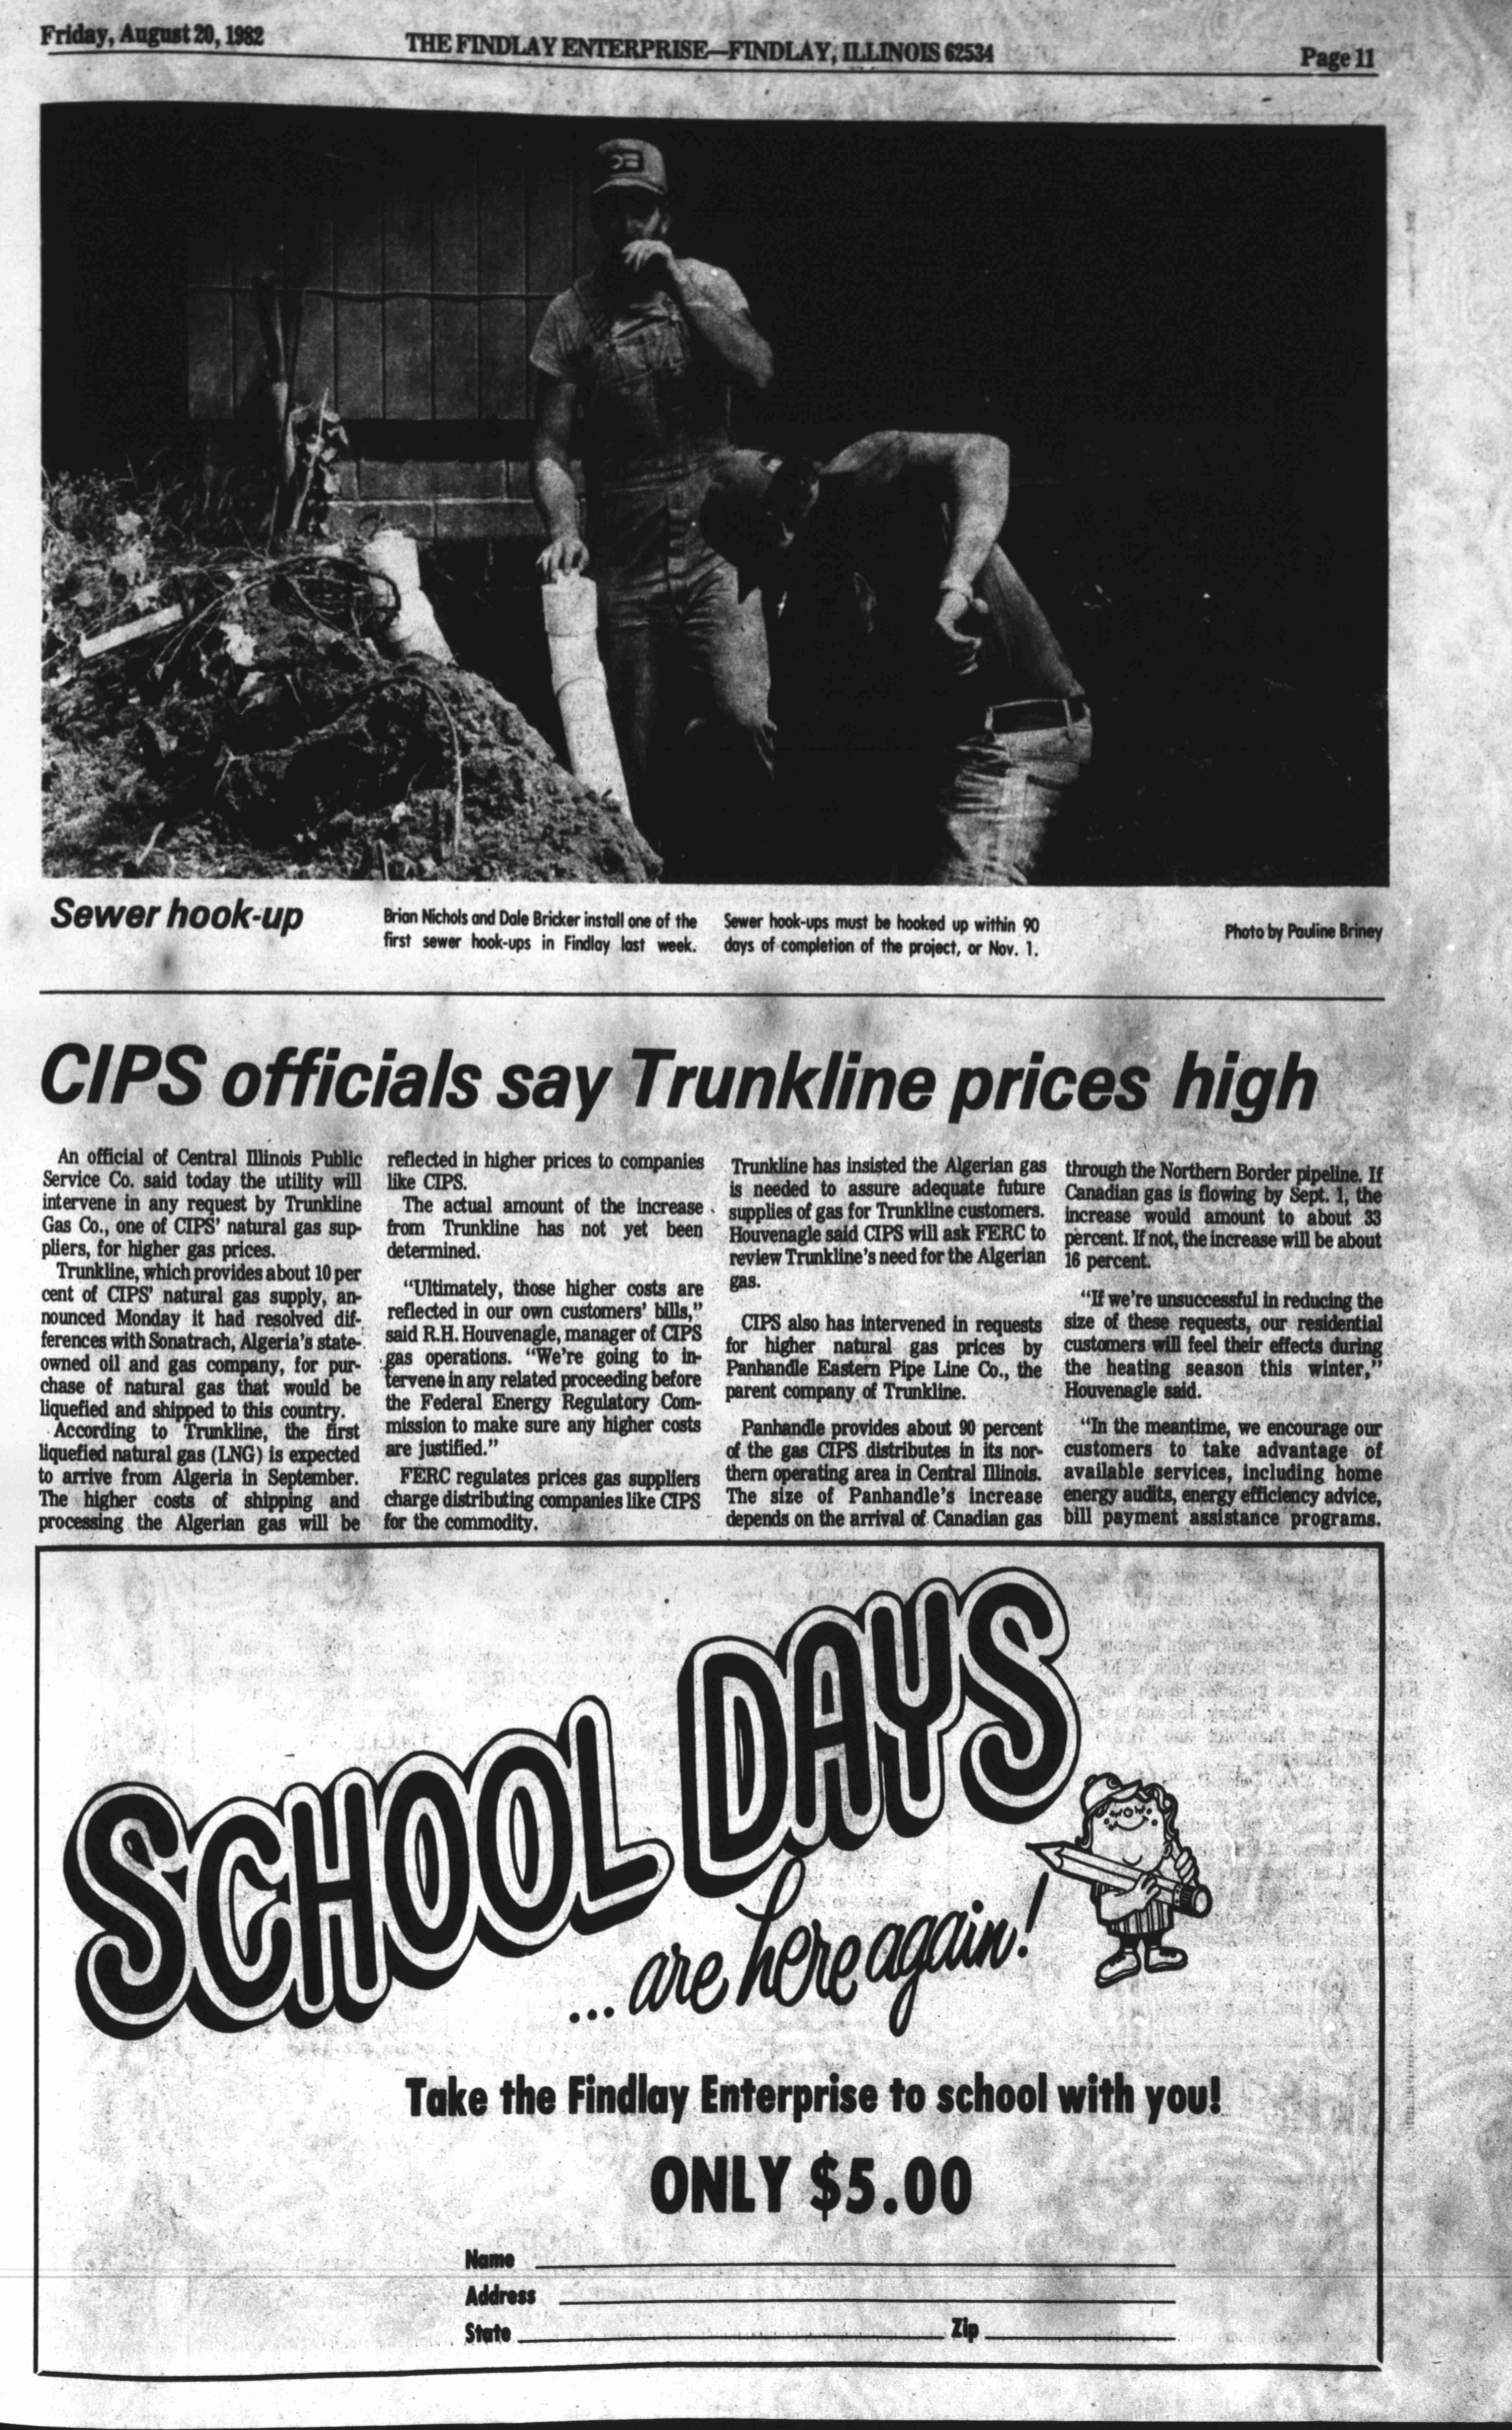 Friday, August 20, 1982
THE FINDLAY ENTERPRISE—FINDLAY, ILLINOIS 62534
Page 11
Sewer hook-up
Brian Nichols and Dale Bricker install one of the
first sewer hook-ups in Findlay last week.
Sewer hook-ups must be hooked up within 90
days of completion of the project, or Nov. 1.
Photo by Pauline Briney
CIPS officials say Trunkline prices high
An official of Central Illinois Public
Service Co. said today the utility will
intervene in any request by Trunkline
Gas Co., one of CIPS' natural gas sup-
pliers, for higher gas prices.
Trunkline, which provides about 10 per
cent of CIPS' natural gas supply, an-
nounced Monday it had resolved dif-
ferences with Sonatrach, Algeria's state-
owned oil and gas company, for pur-
chase of natural gas that would be
liquefied and shipped to this country.
According to Trunkline, the first
liquefied natural gas (LNG) is expected
to arrive from Algeria in September.
The higher costs of shipping and
processing the Algerian gas will be
reflected in higher prices to companies
like CIPS.
The actual amount of the increase
from Trunkline has not yet been
determined.
"Ultimately, those higher costs are
reflected in our own customers' bills,"
said R.H. Houvenagle, manager of CIPS
gas operations. "We're going to in-
tervene in any related proceeding before
the Federal Energy Regulatory Com-
mission to make sure any higher costs
are justified."
FERC regulates prices gas suppliers
charge distributing companies like CIPS
for the commodity.
Trunkline has insisted the Algerian gas
is needed to assure adequate future
supplies of gas for Trunkline customers.
Houvenagle said CIPS will ask FERC to
review Trunkline's need for the Algerian
gas.
CIPS also has intervened in requests
for higher natural gas prices by
Panhandle Eastern Pipe Line Co., the
parent company of Trunkline.
Panhandle provides about 90 percent
of the gas CIPS distributes in its nor-
thern operating area in Central Illinois.
The size of Panhandle's increase
depends on the arrival of Canadian gas
through the Northern Border pipeline. If
Canadian gas is flowing by Sept. 1, the
increase would amount to about 33
percent. If not, the increase will be about
16 percent.
"If we're unsuccessful in reducing the
size of these requests, our residential
customers will feel their effects during
the heating season this winter,"
Houvenagle said.
"In the meantime, we encourage our
customers to take advantage of
available services, including home
energy audits, energy efficiency advice,
bill payment assistance programs.
SCHOOL DAYS
... are here again!
Take the Findlay Enterprise to school with you!
ONLY $5.00
Name
Address
State Zip